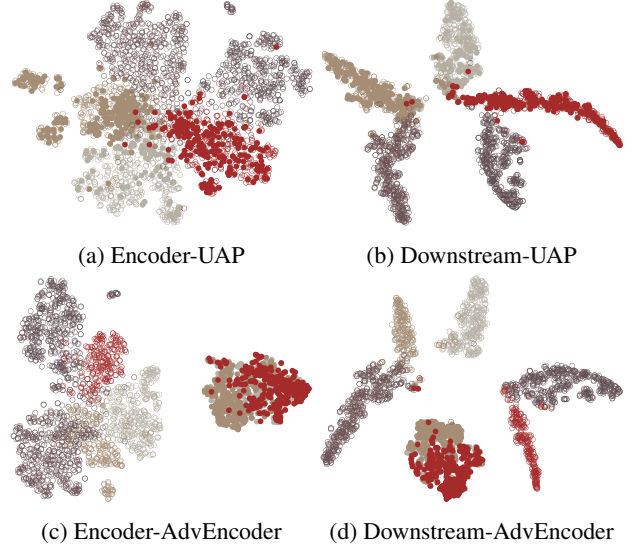 (a) Encoder-UAP
(b) Downstream-UAP
(c) Encoder-AdvEncoder
(d) Downstream-AdvEncoder